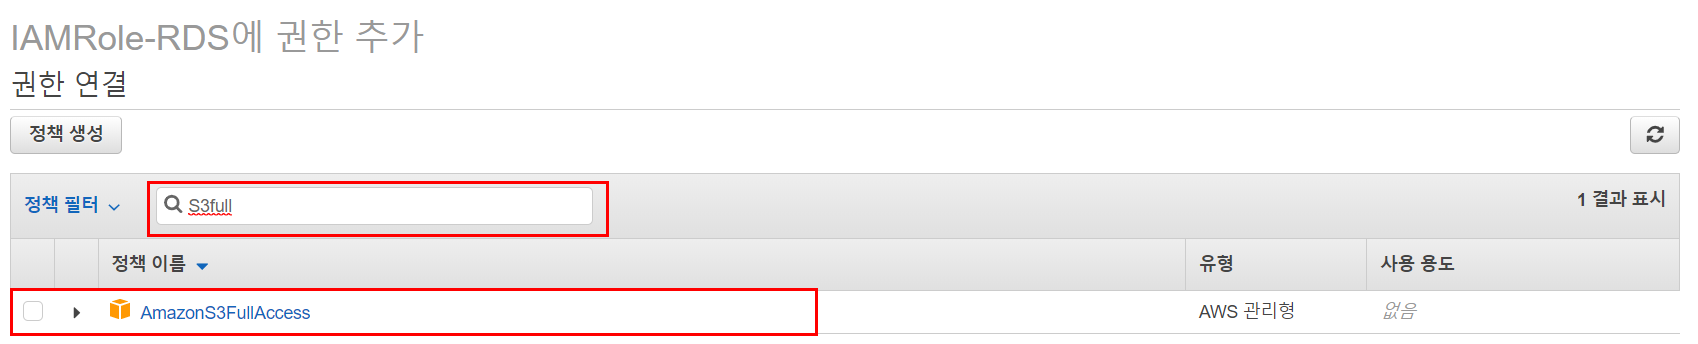 IAMRole-RDS에 권한 추가
권한 연결
정책 생성
정책 필터 S3full 1 결과 표시
정책 이름 유형 사용 용도
AmazonS3FullAccess AWS 관리형 없음